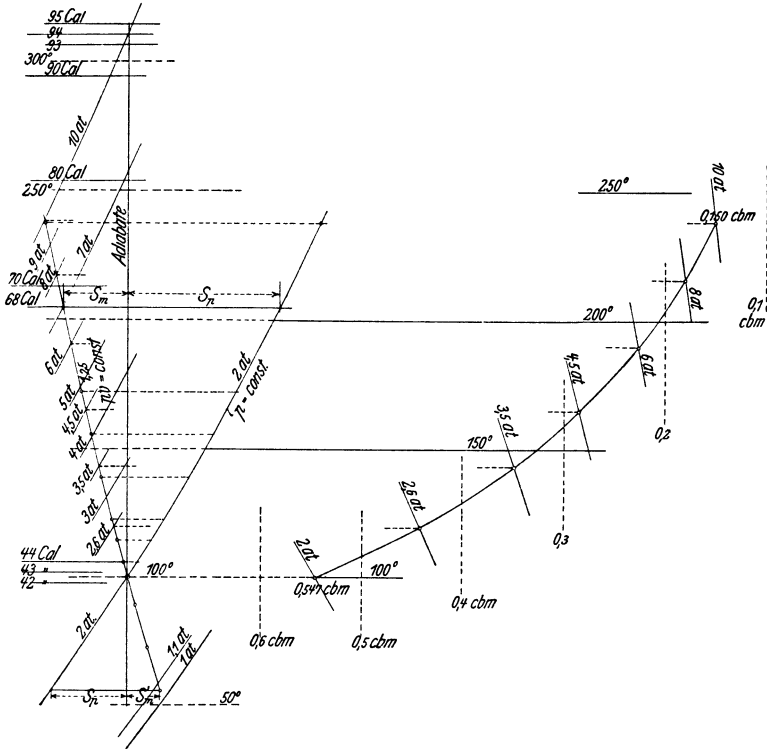 95 Cal
94
93
300°
90 Cal
10 at
80 Cal
250°
7 at
Adiabate
9 at
8 at
70 Cal
68 Cal
Sm
Sp
6 at
5 at
4,25
pv = const
4,5 at
4 at
3,5 at
3 at
2,6 at
2 at
p = const.
44 Cal
43 "
42 "
100°
2 at
Sp
Sm'
1,1 at
1 at
50°
250°
10 at
0,160 cbm
8 at
0,1
cbm
200°
6 at
4,5 at
0,2
3,5 at
150°
2,6 at
0,3
2 at
0,547 cbm
100°
0,4 cbm
0,6 cbm
0,5 cbm